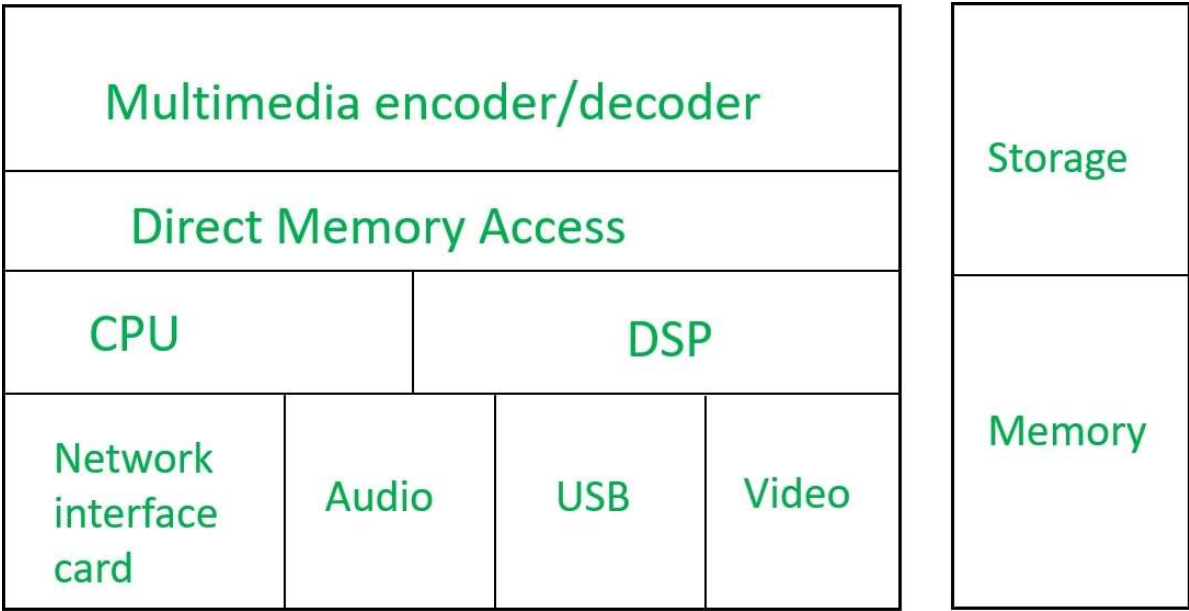 Multimedia encoder/decoder
Direct Memory Access
CPU
DSP
Network
interface
card
Audio
USB
Video
Storage
Memory